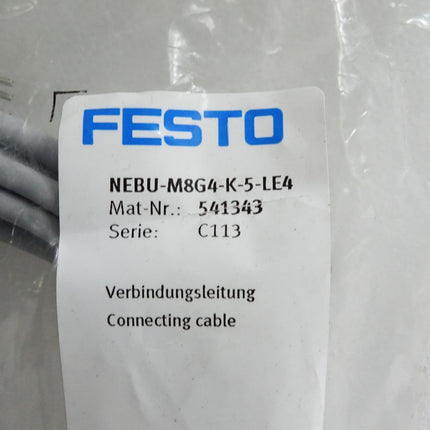 FESTO
NEBU-M8G4-K-5-LE4
Mat-Nr.: 541343
Serie: C113
Verbindungsleitung
Connecting cable